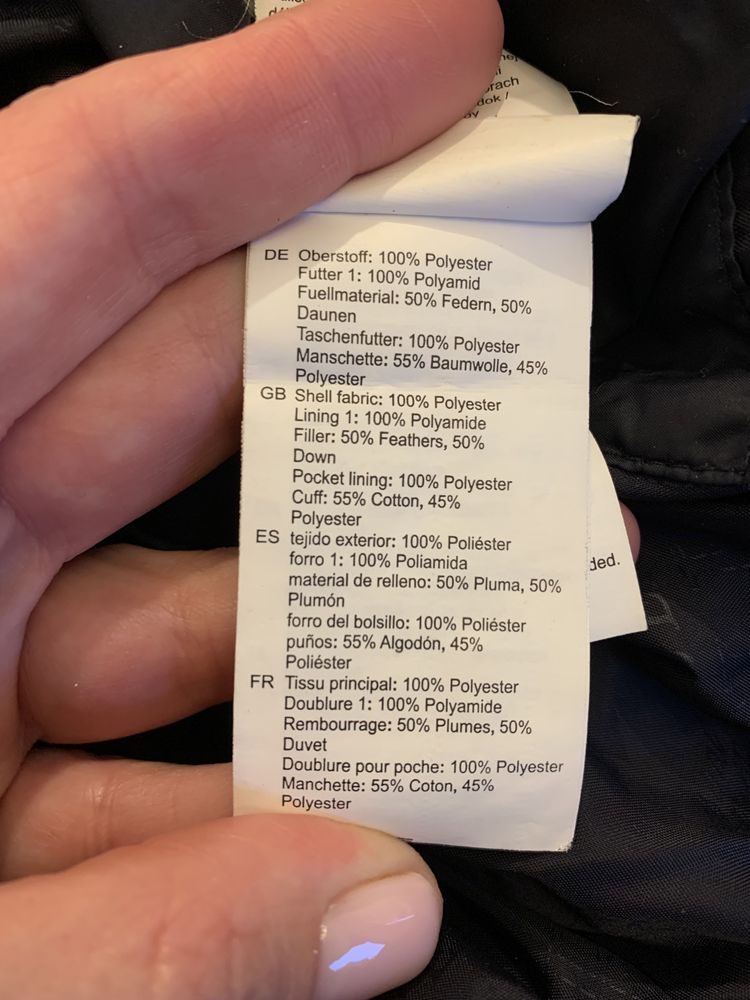 rach
dok /
DE Oberstoff: 100% Polyester
Futter 1: 100% Polyamid
Fuellmaterial: 50% Federn, 50%
Daunen
Taschenfutter: 100% Polyester
Manschette: 55% Baumwolle, 45%
Polyester
GB Shell fabric: 100% Polyester
Lining 1: 100% Polyamide
Filler: 50% Feathers, 50%
Down
Pocket lining: 100% Polyester
Cuff: 55% Cotton, 45%
Polyester
ES tejido exterior: 100% Poliéster
forro 1: 100% Poliamida
material de relleno: 50% Pluma, 50%
Plumón
forro del bolsillo: 100% Poliéster
puños: 55% Algodón, 45%
Poliéster
FR Tissu principal: 100% Polyester
Doublure 1: 100% Polyamide
Rembourrage: 50% Plumes, 50%
Duvet
Doublure pour poche: 100% Polyester
Manchette: 55% Coton, 45%
Polyester
ded.